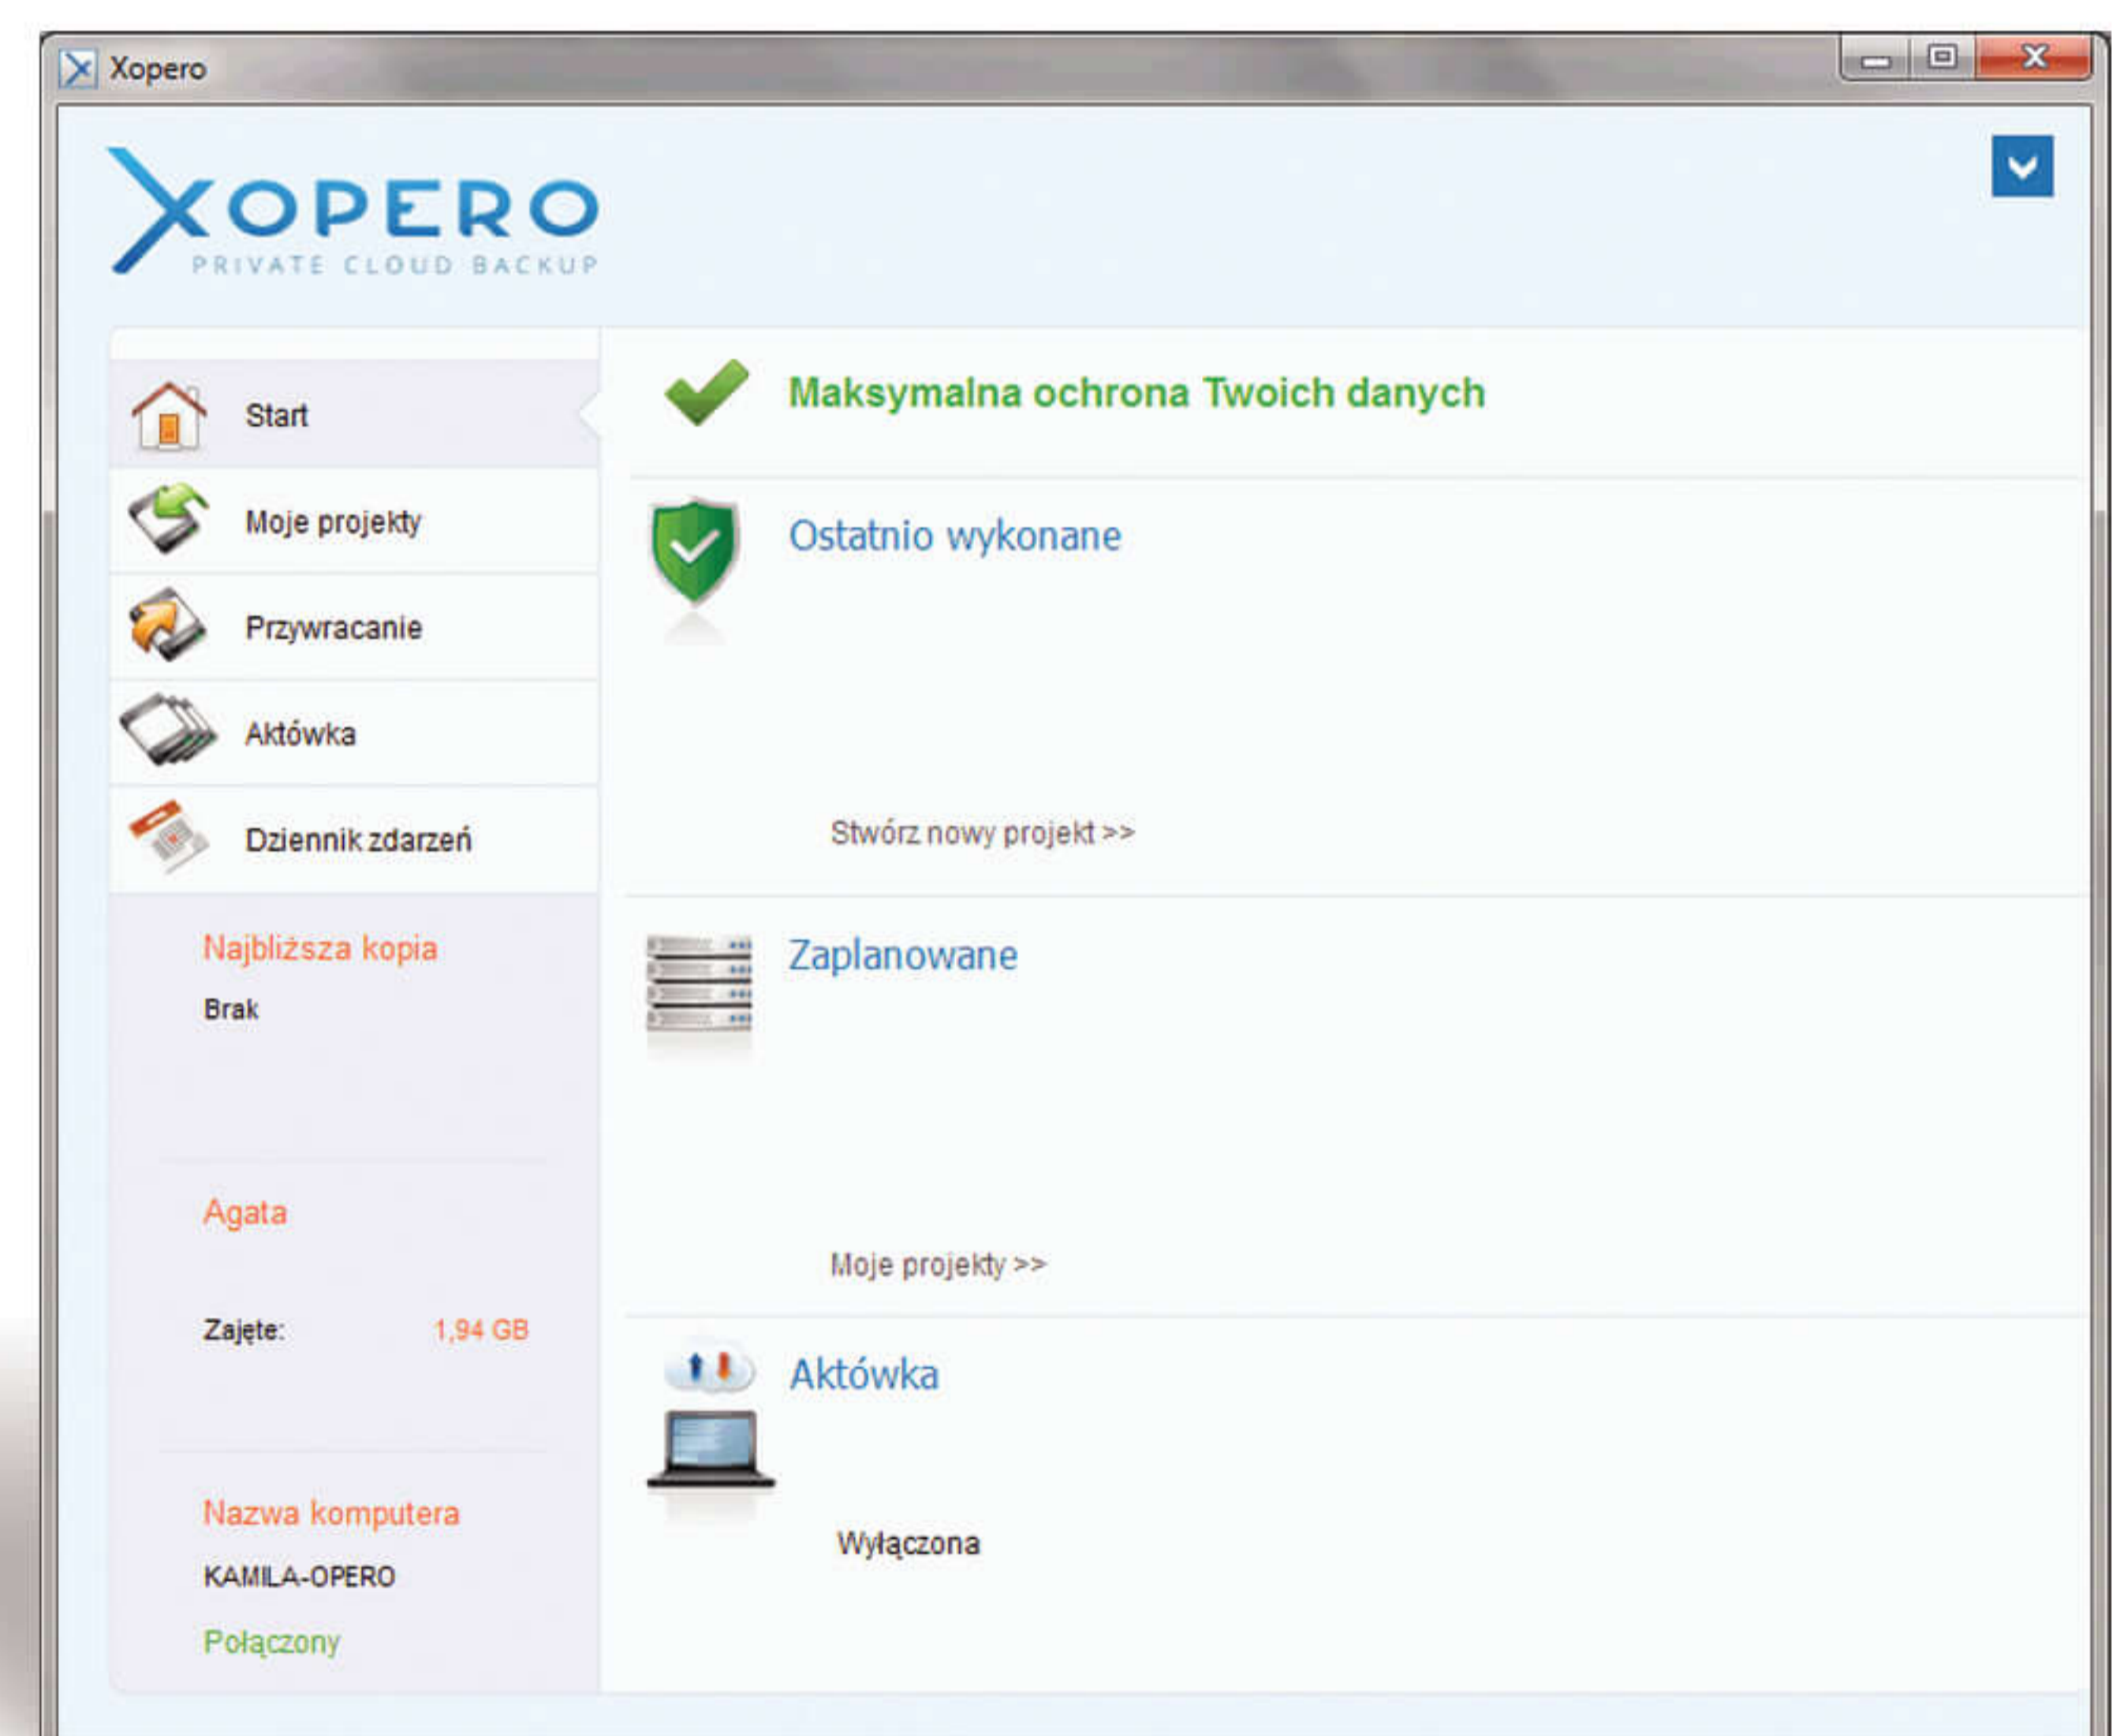 Xopero
XOPERO
PRIVATE CLOUD BACKUP
Start
Moje projekty
Przywracanie
Aktówka
Dziennik zdarzeń
Najbliższa kopia
Brak
Agata
Zajęte: 1,94 GB
Nazwa komputera
KAMILA-OPERO
Połączony
Maksymalna ochrona Twoich danych
Ostatnio wykonane
Stwórz nowy projekt >>
Zaplanowane
Moje projekty >>
Aktówka
Wyłączona